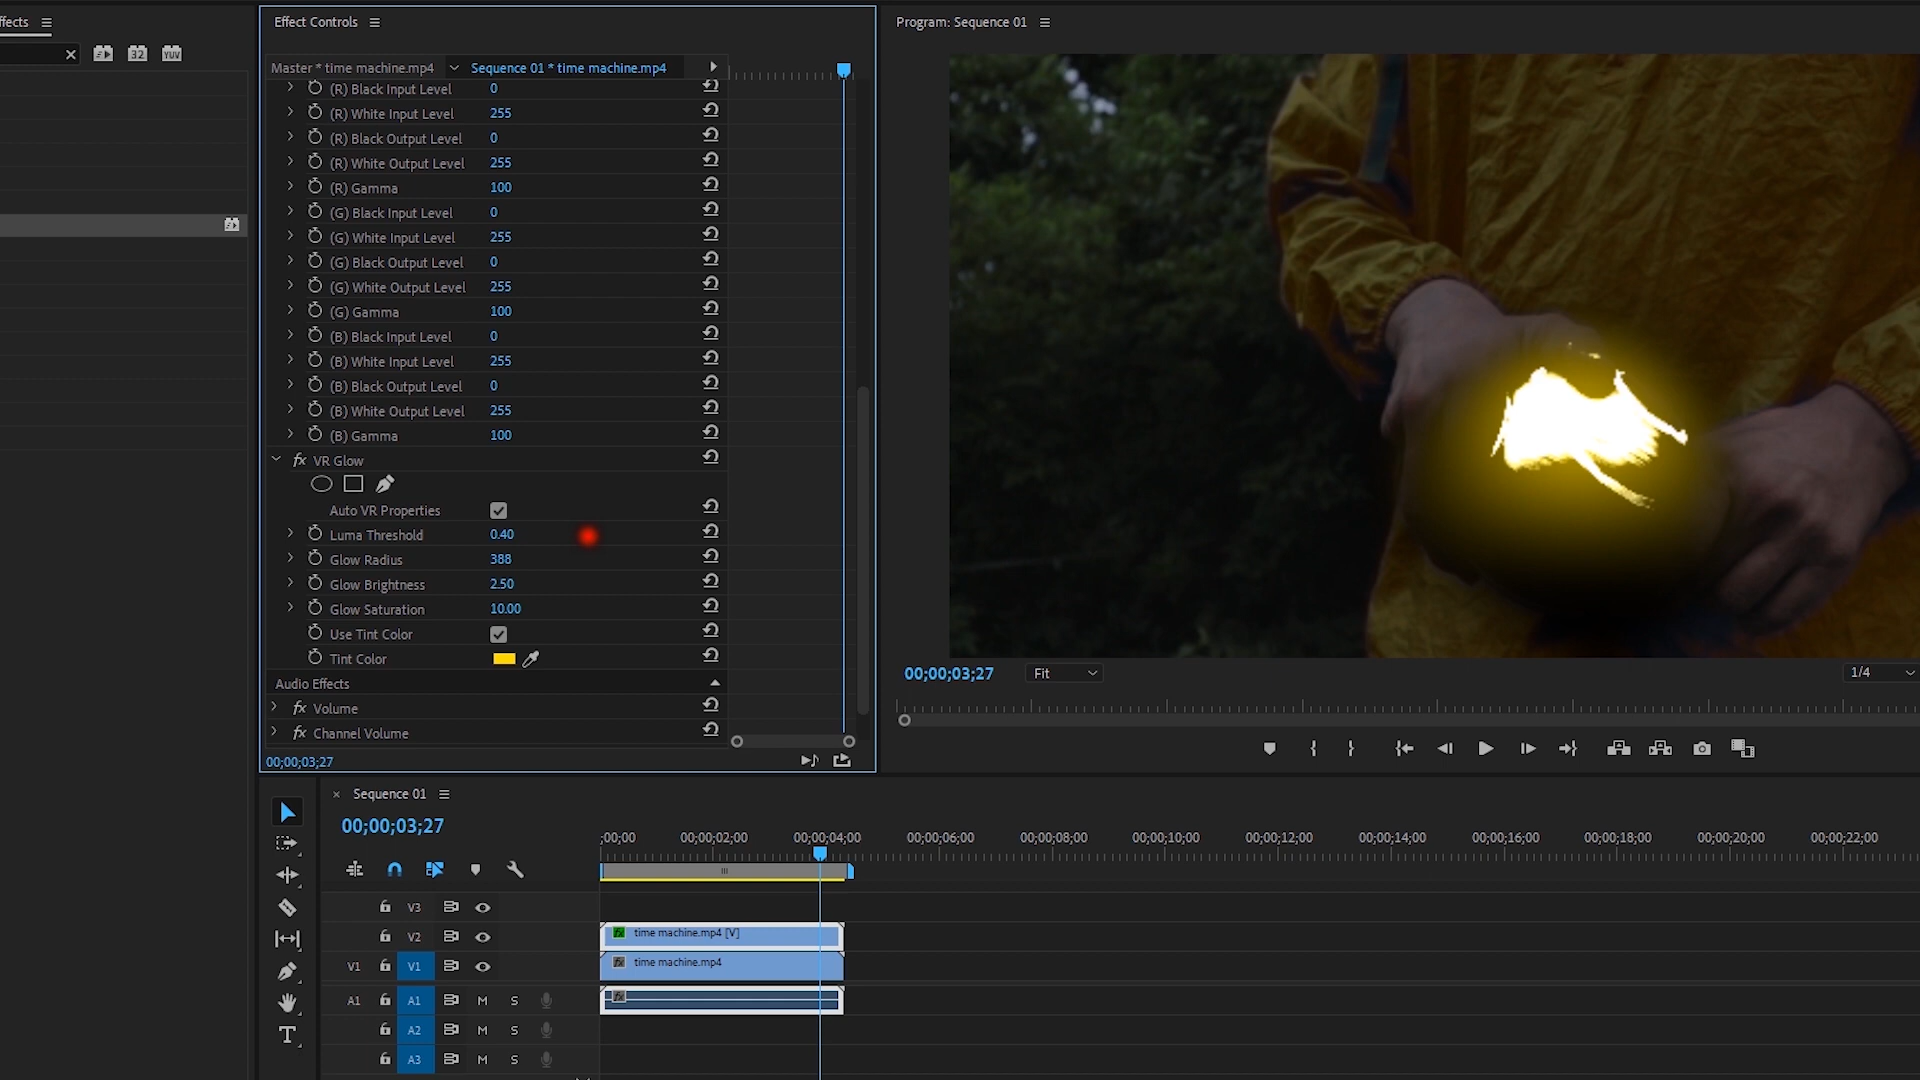 ffects
32 YUV
Effect Controls
Master * time machine.mp4 Sequence 01 * time machine.mp4
(R) Black Input Level 0
(R) White Input Level 255
(R) Black Output Level 0
(R) White Output Level 255
(R) Gamma 100
(G) Black Input Level 0
(G) White Input Level 255
(G) Black Output Level 0
(G) White Output Level 255
(G) Gamma 100
(B) Black Input Level 0
(B) White Input Level 255
(B) Black Output Level 0
(B) White Output Level 255
(B) Gamma 100
fx VR Glow
Auto VR Properties
Luma Threshold 0.40
Glow Radius 388
Glow Brightness 2.50
Glow Saturation 10.00
Use Tint Color
Tint Color
Audio Effects
fx Volume
fx Channel Volume
00;00;03;27
Program: Sequence 01
00;00;03;27 Fit 1/4
× Sequence 01
00;00;03;27
;00;00 00;00;02;00 00;00;04;00 00;00;06;00 00;00;08;00 00;00;10;00 00;00;12;00 00;00;14;00 00;00;16;00 00;00;18;00 00;00;20;00 00;00;22;00
V3
V2 fx time machine.mp4 [V]
V1 V1 fx time machine.mp4
A1 A1 M S fx
A2 M S
A3 M S
T